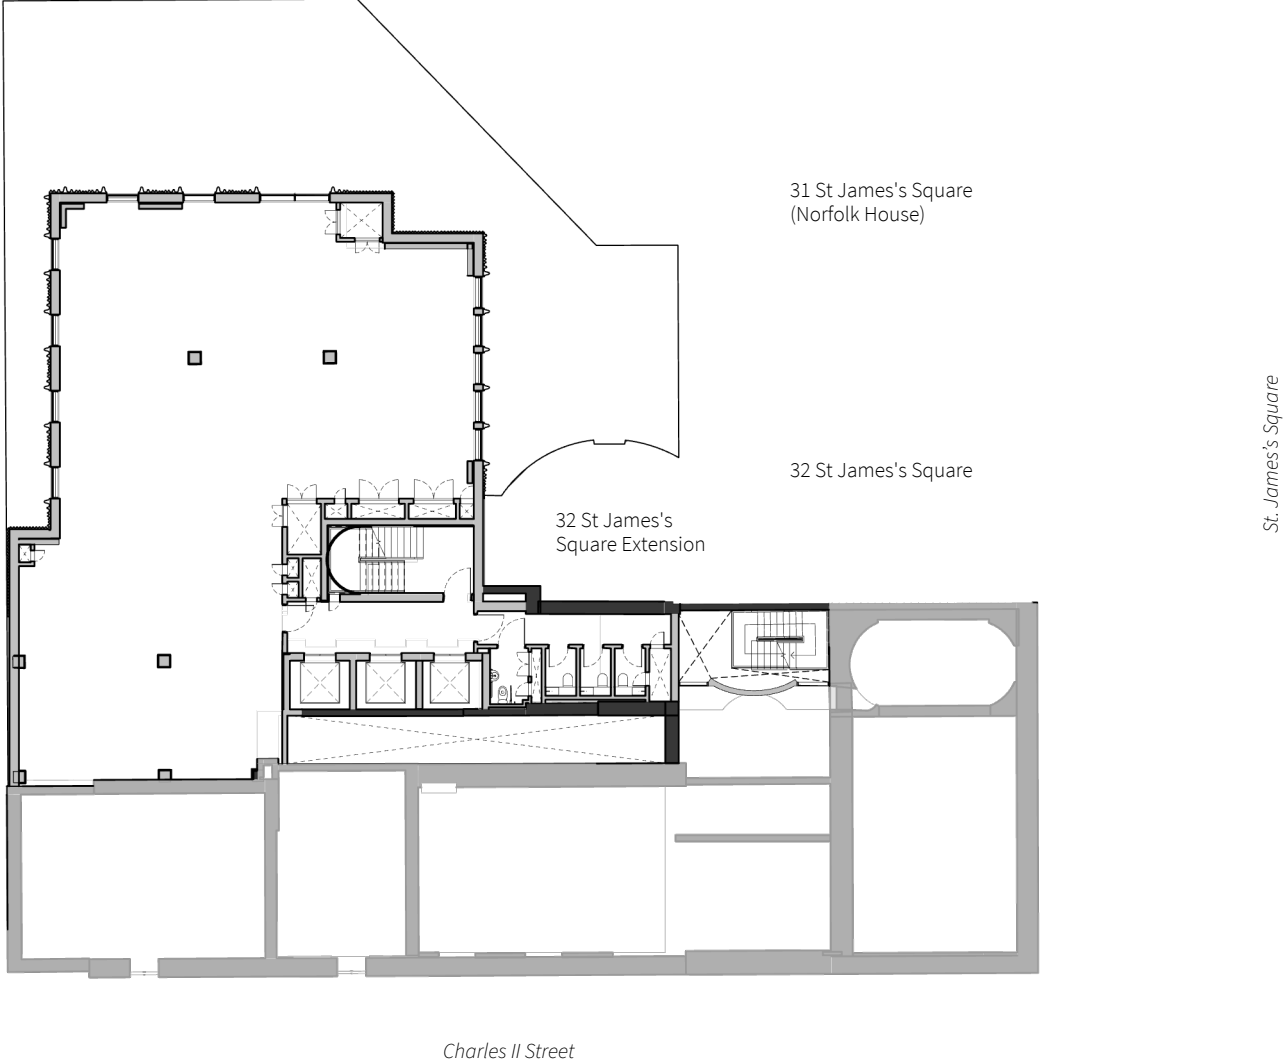 31 St James's Square
(Norfolk House)
St. James’s Square
32 St James's Square
32 St James's
Square Extension
Charles II Street